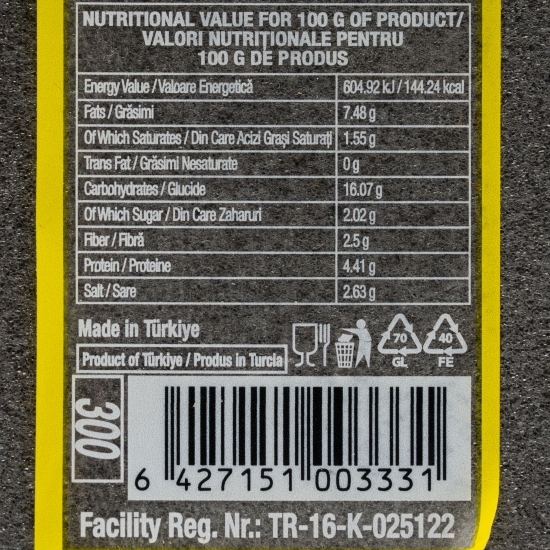 NUTRITIONAL VALUE FOR 100 G OF PRODUCT/
VALORI NUTRIȚIONALE PENTRU
100 G DE PRODUS
Energy Value / Valoare Energetică 604.92 kJ / 144.24 kcal
Fats / Grăsimi 7.48 g
Of Which Saturates / Din Care Acizi Grași Saturați 1.55 g
Trans Fat / Grăsimi Nesaturate 0 g
Carbohydrates / Glucide 16.07 g
Of Which Sugar / Din Care Zaharuri 2.02 g
Fiber / Fibră 2.5 g
Protein / Proteine 4.41 g
Salt / Sare 2.63 g
Made in Türkiye
Product of Türkiye / Produs in Turcia
70
GL
40
FE
300
6 427151 003331
Facility Reg. Nr.: TR-16-K-025122